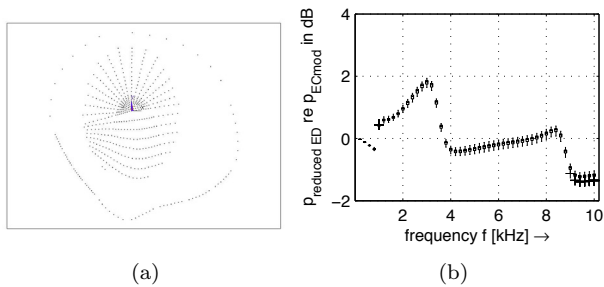 p_reduced ED re p_ECmod in dB
4
2
0
−2
2 4 6 8 10
frequency f [kHz] →
(a) (b)